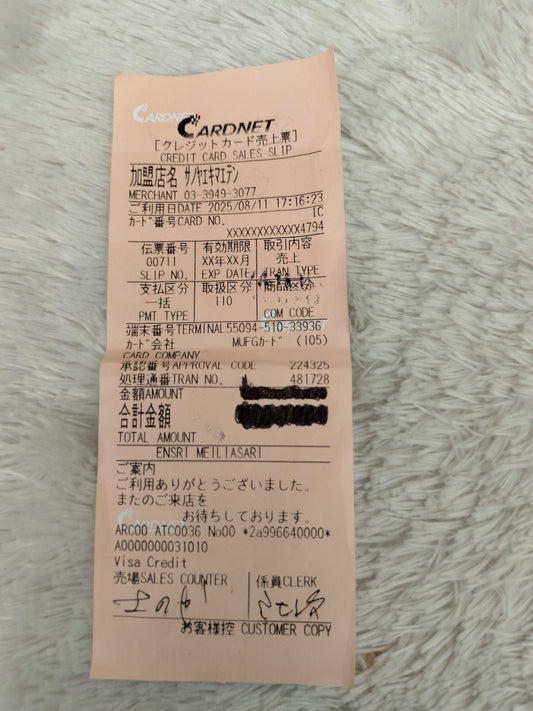 CARDNET
CARDNET
[クレジットカード売上票]
CREDIT CARD SALES SLIP
加盟店名 サノヤエキマエテン
MERCHANT 03-3949-3077
ご利用日DATE 2025/08/11 17:16:23
カード番号CARD NO. IC
XXXXXXXXXXXX4794
伝票番号 有効期限 取引内容
00711 XX年XX月 売上
SLIP NO. EXP DATE TRAN TYPE
支払区分 取扱区分 商品区分
一括 110
PMT TYPE COM CODE
端末番号TERMINAL55094-510-33936
カード会社 MUFGカード (105)
CARD COMPANY
承認番号APPROVAL CODE 224325
処理通番TRAN NO. 481728
金額AMOUNT
合計金額
TOTAL AMOUNT
ENSRI MEILIASARI
ご案内
ご利用ありがとうございました。
またのご来店を
お待ちしております。
ARC00 ATC0036 No00 *2a996640000*
A0000000031010
Visa Credit
売場SALES COUNTER 係員CLERK
お客様控 CUSTOMER COPY